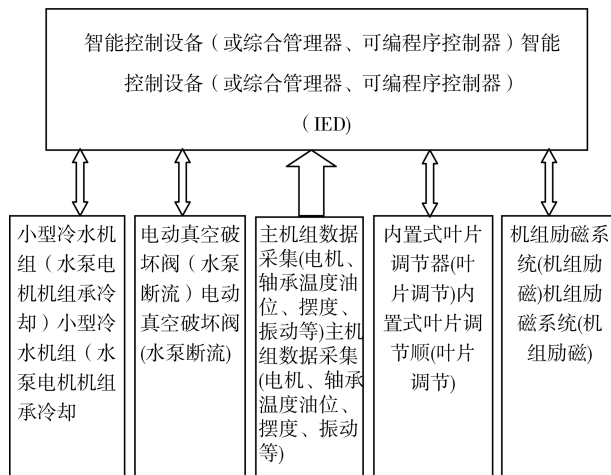 智能控制设备（或综合管理器、可编程序控制器）智能
控制设备（或综合管理器、可编程序控制器）
（IED)
小型冷水机
组（水泵电
机机组承冷
却）小型冷
水机组（水
泵电机机组
承冷却
电动真空破
坏阀（水泵
断流）电动
真空破坏阀
(水泵断流)
主机组数据
采集(电机、
轴承温度油
位、摆度、
振动等)主机
组数据采集
(电机、轴承
温度油位、
摆度、振动
等)
内置式叶片
调节器(叶
片调节)内
置式叶片调
节顺(叶片
调节)
机组励磁系
统(机组励
磁)机组励
磁系统(机
组励磁)